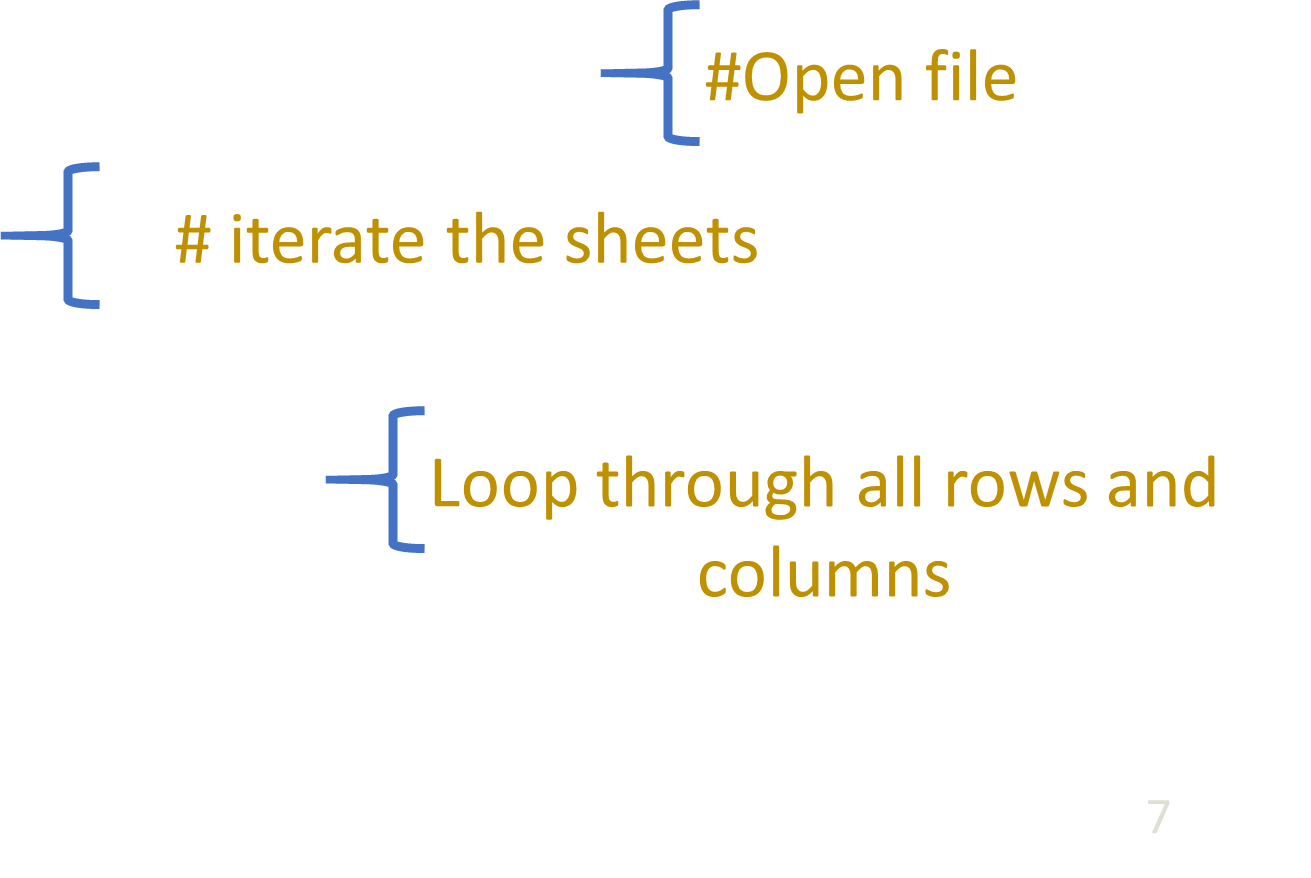 #Open file
# iterate the sheets
Loop through all rows and
columns
7